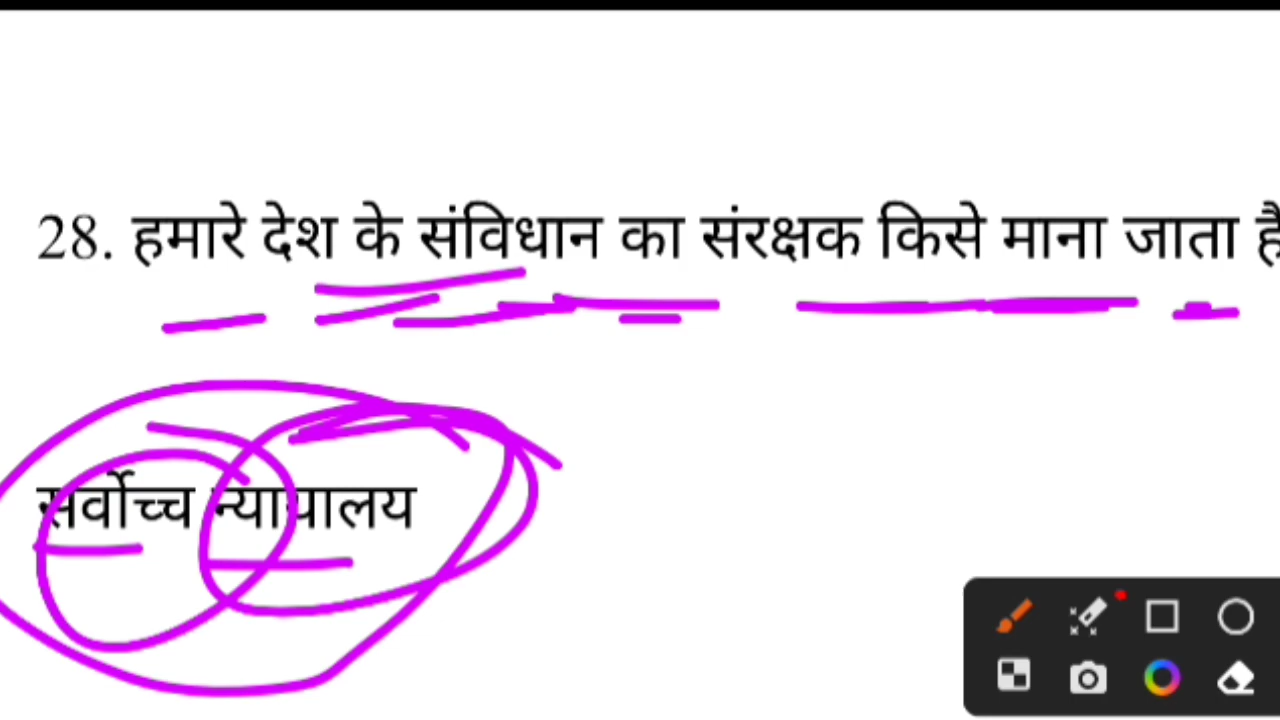 28. हमारे देश के संविधान का संरक्षक किसे माना जाता है
सर्वोच्च न्यायालय